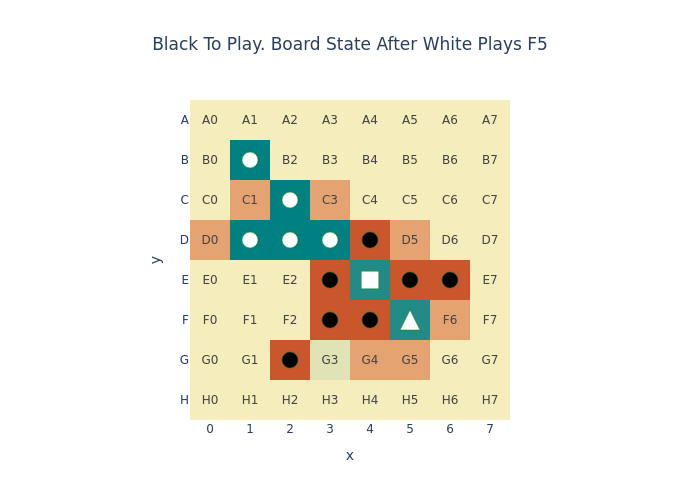 Black To Play. Board State After White Plays F5
A A0 A1 A2 A3 A4 A5 A6 A7
B B0 B2 B3 B4 B5 B6 B7
C C0 C1 C3 C4 C5 C6 C7
D D0 D5 D6 D7
E E0 E1 E2 E7
F F0 F1 F2 F6 F7
G G0 G1 G3 G4 G5 G6 G7
H H0 H1 H2 H3 H4 H5 H6 H7
0 1 2 3 4 5 6 7
x
y